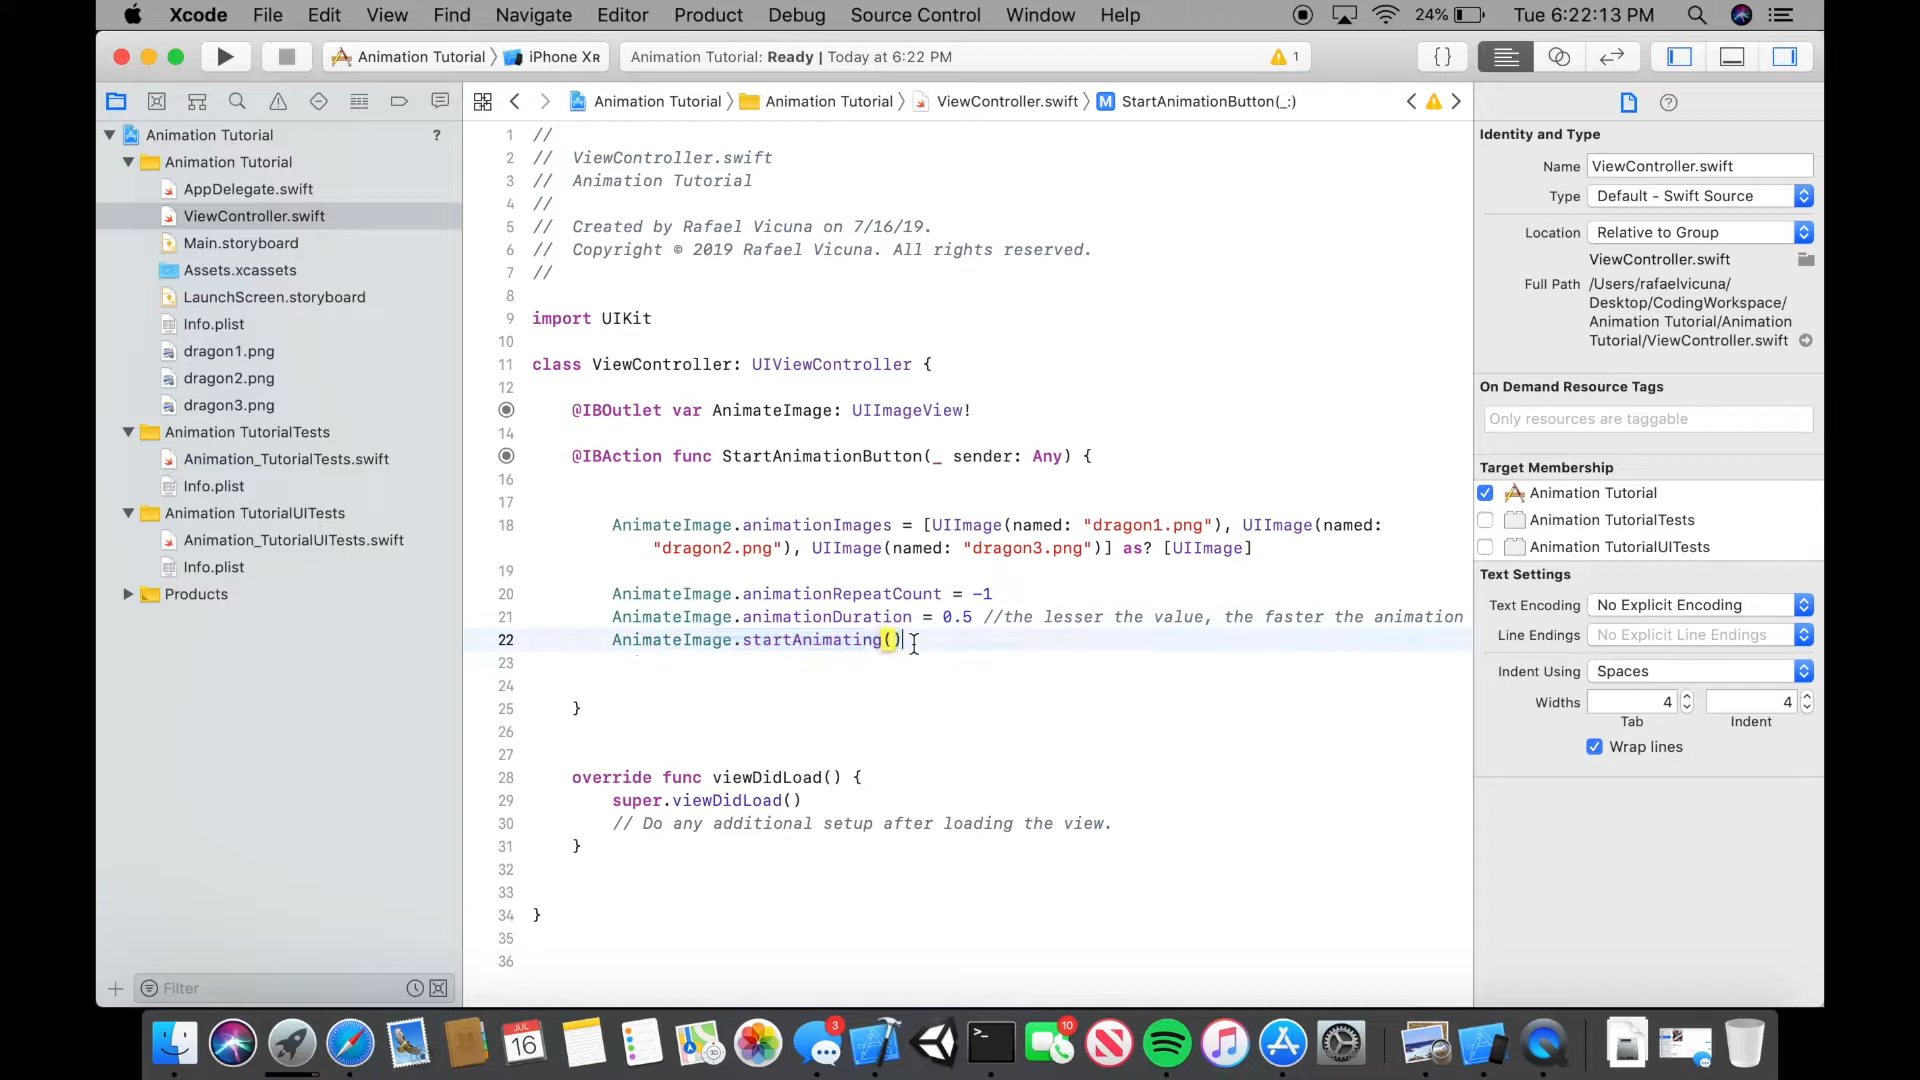 Xcode File Edit View Find Navigate Editor Product Debug Source Control Window Help 24% Tue 6:22:13 PM
Animation Tutorial iPhone XR Animation Tutorial: Ready | Today at 6:22 PM 1 {}
Animation Tutorial Animation Tutorial ViewController.swift M StartAnimationButton(_:)
Animation Tutorial ?
Animation Tutorial
AppDelegate.swift
ViewController.swift
Main.storyboard
Assets.xcassets
LaunchScreen.storyboard
Info.plist
dragon1.png
dragon2.png
dragon3.png
Animation TutorialTests
Animation_TutorialTests.swift
Info.plist
Animation TutorialUITests
Animation_TutorialUITests.swift
Info.plist
Products
Filter
1 //
2 //  ViewController.swift
3 //  Animation Tutorial
4 //
5 //  Created by Rafael Vicuna on 7/16/19.
6 //  Copyright © 2019 Rafael Vicuna. All rights reserved.
7 //
8
9 import UIKit
10
11 class ViewController: UIViewController {
12
@IBOutlet var AnimateImage: UIImageView!
14
@IBAction func StartAnimationButton(_ sender: Any) {
16
17
18 AnimateImage.animationImages = [UIImage(named: "dragon1.png"), UIImage(named:
"dragon2.png"), UIImage(named: "dragon3.png")] as? [UIImage]
19
20 AnimateImage.animationRepeatCount = -1
21 AnimateImage.animationDuration = 0.5 //the lesser the value, the faster the animation
22 AnimateImage.startAnimating()
23
24
25 }
26
27
28 override func viewDidLoad() {
29 super.viewDidLoad()
30 // Do any additional setup after loading the view.
31 }
32
33
34 }
35
36
Identity and Type
Name ViewController.swift
Type Default - Swift Source
Location Relative to Group
ViewController.swift
Full Path /Users/rafaelvicuna/
Desktop/CodingWorkspace/
Animation Tutorial/Animation
Tutorial/ViewController.swift
On Demand Resource Tags
Only resources are taggable
Target Membership
Animation Tutorial
Animation TutorialTests
Animation TutorialUITests
Text Settings
Text Encoding No Explicit Encoding
Line Endings No Explicit Line Endings
Indent Using Spaces
Widths 4 4
Tab Indent
Wrap lines
JUL
16
3
10